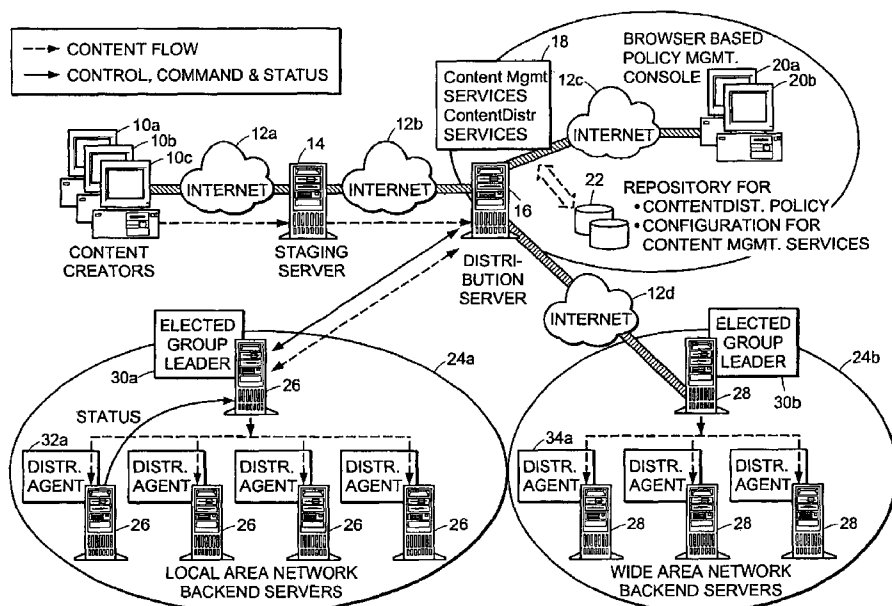 CONTENT FLOW
CONTROL, COMMAND & STATUS
10a
10b
10c
12a
INTERNET
14
12b
INTERNET
18
Content Mgmt
SERVICES
ContentDistr
SERVICES
12c
INTERNET
BROWSER BASED
POLICY MGMT.
CONSOLE
20a
20b
CONTENT
CREATORS
STAGING
SERVER
16
DISTRI-
BUTION
SERVER
22
REPOSITORY FOR
• CONTENTDIST. POLICY
• CONFIGURATION FOR
CONTENT MGMT. SERVICES
12d
INTERNET
ELECTED
GROUP
LEADER
30a
26
24a
STATUS
32a
DISTR.
AGENT
26
DISTR.
AGENT
26
DISTR.
AGENT
26
DISTR.
AGENT
26
LOCAL AREA NETWORK
BACKEND SERVERS
ELECTED
GROUP
LEADER
30b
28
24b
34a
DISTR.
AGENT
28
DISTR.
AGENT
28
DISTR.
AGENT
28
WIDE AREA NETWORK
BACKEND SERVERS